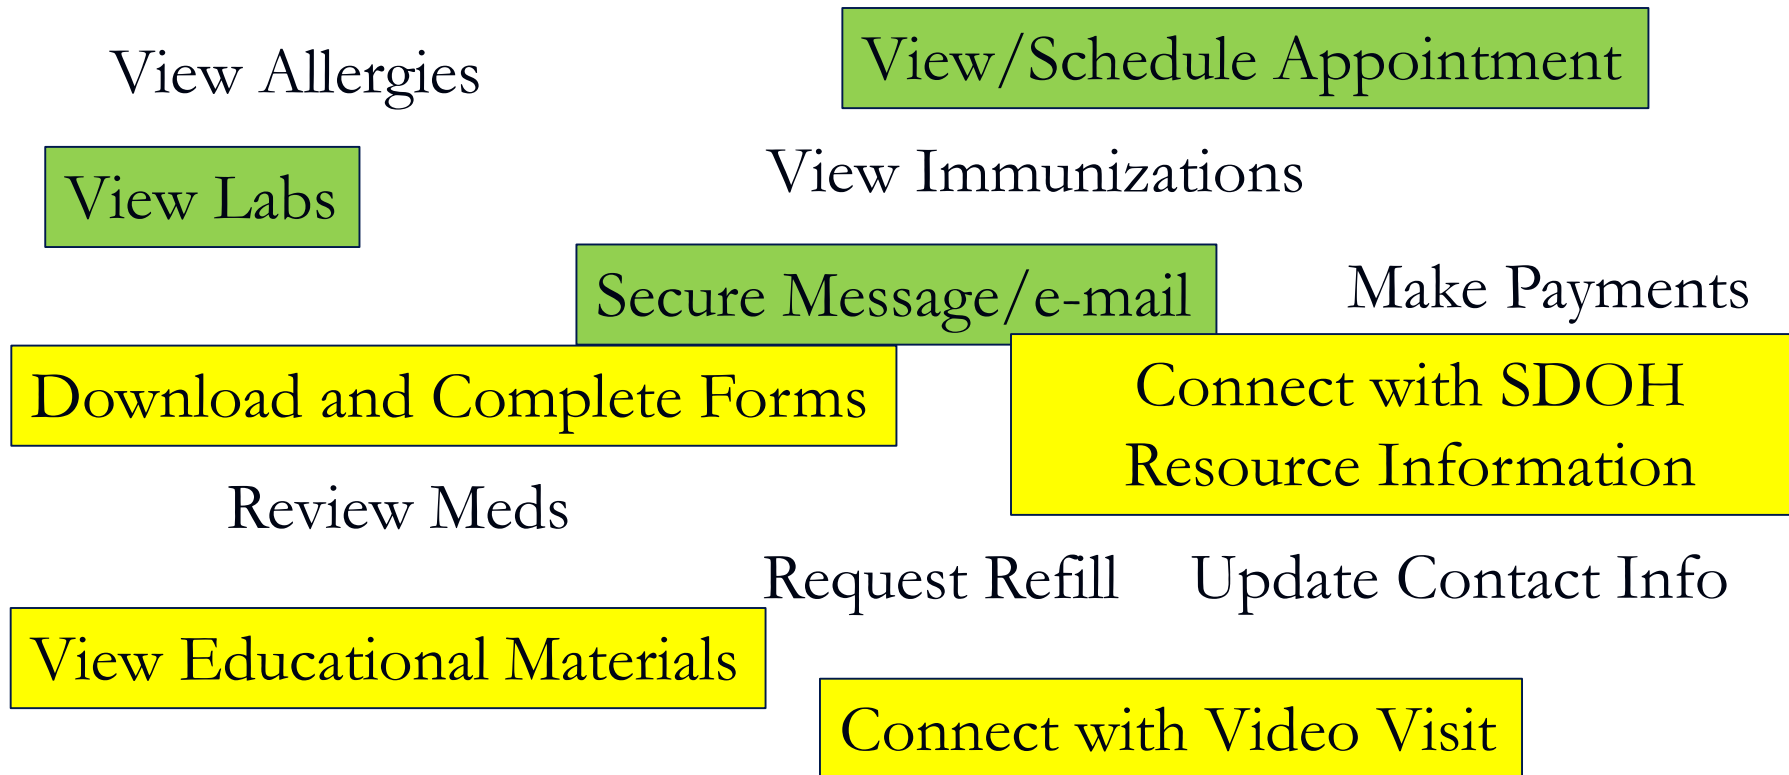 View Allergies
View/Schedule Appointment
View Labs
View Immunizations
Secure Message/e-mail
Make Payments
Download and Complete Forms
Connect with SDOH
Resource Information
Review Meds
Request Refill
Update Contact Info
View Educational Materials
Connect with Video Visit